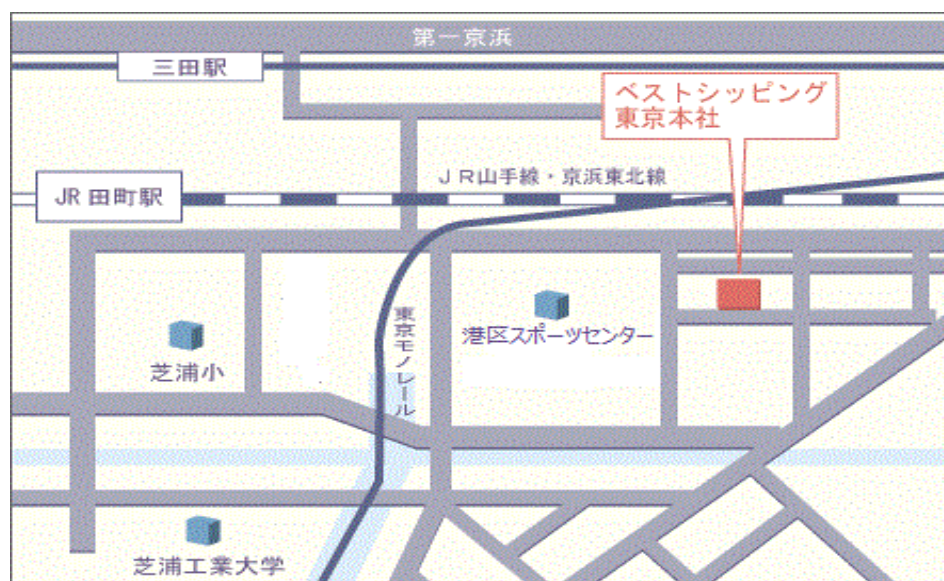 第一京浜
三田駅
ベストシッピング
東京本社
JR山手線・京浜東北線
JR 田町駅
東京モノレール
港区スポーツセンター
芝浦小
芝浦工業大学